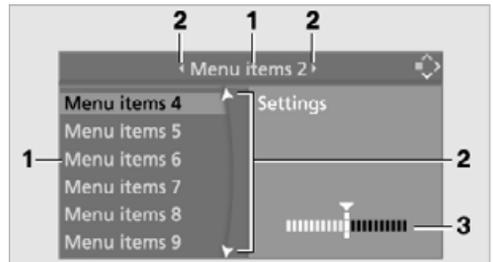 2 1 2
Menu items 2
Menu items 4 Settings
Menu items 5
1 Menu items 6 2
Menu items 7
Menu items 8 3
Menu items 9